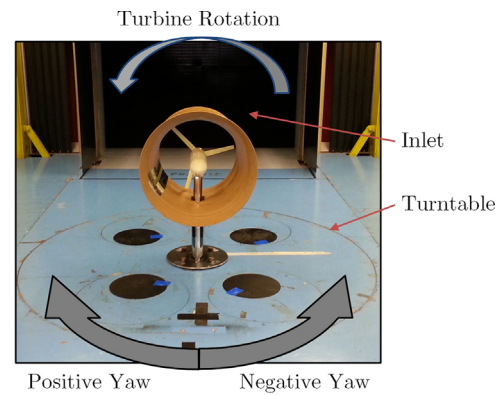 Turbine Rotation
Inlet
Turntable
Positive Yaw
Negative Yaw